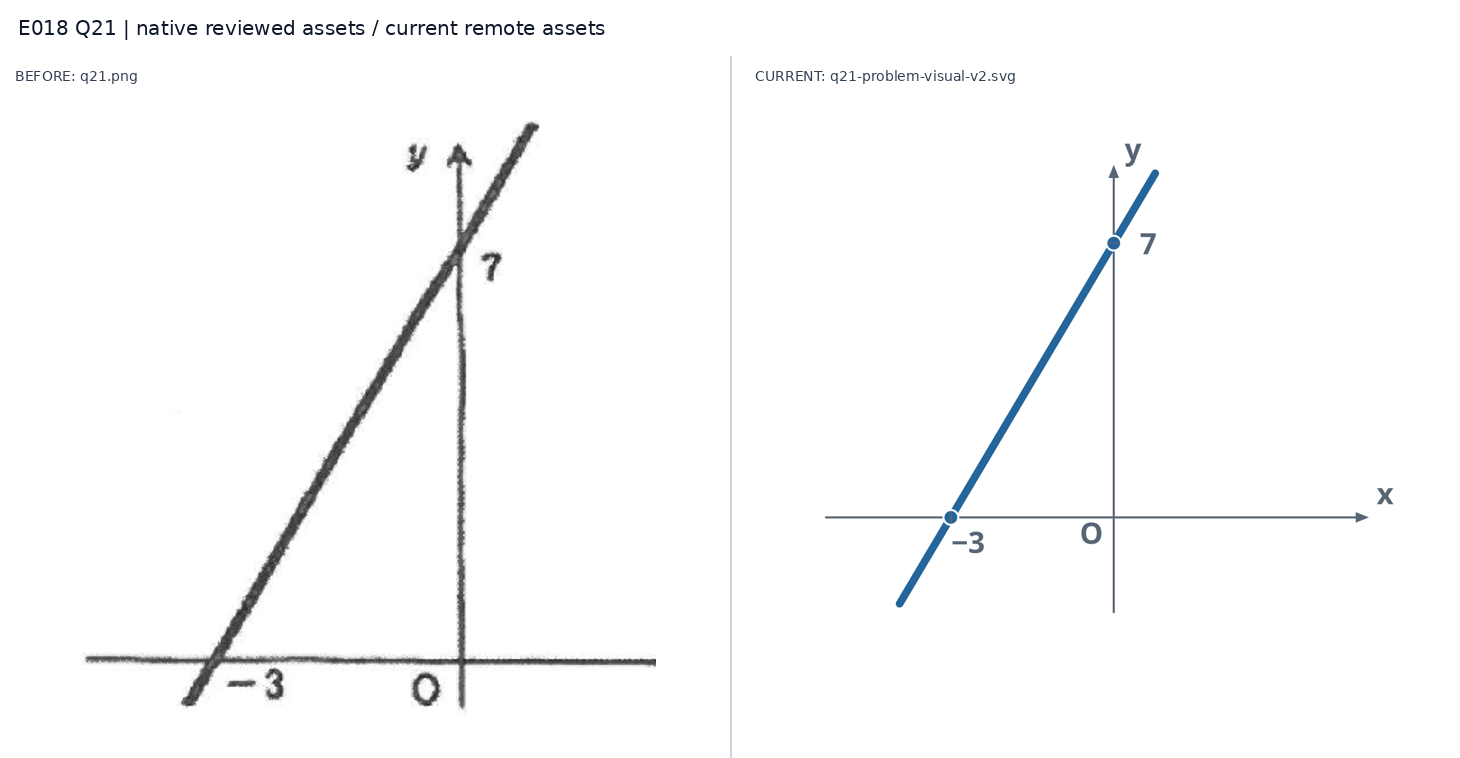 E018 Q21 | native reviewed assets / current remote assets
BEFORE: q21.png
y
7
−3
O
CURRENT: q21-problem-visual-v2.svg
y
7
x
−3
O